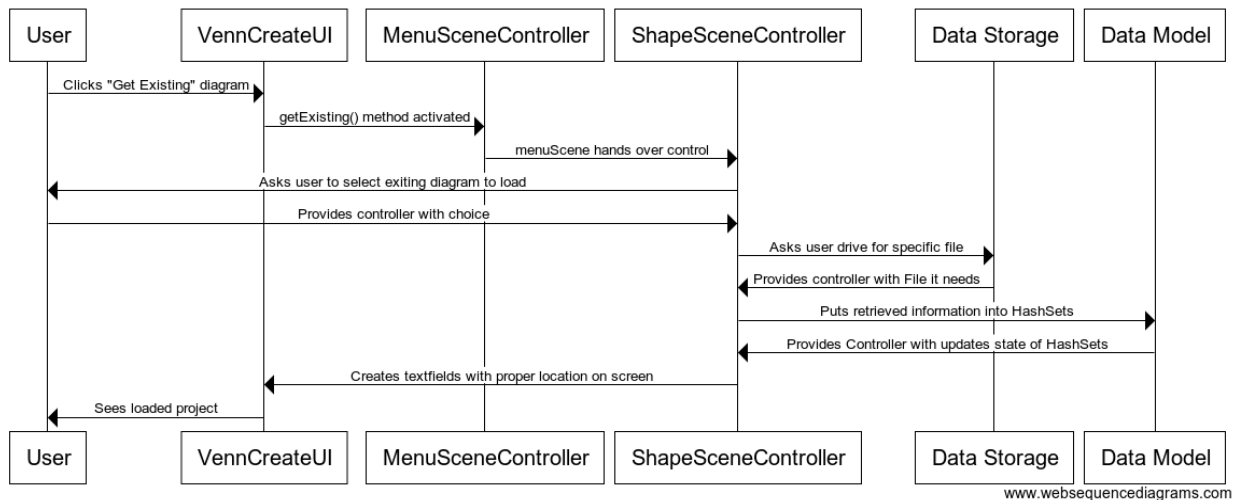 User VennCreateUI MenuSceneController ShapeSceneController Data Storage Data Model
Clicks "Get Existing" diagram
getExisting() method activated
menuScene hands over control
Asks user to select exiting diagram to load
Provides controller with choice
Asks user drive for specific file
Provides controller with File it needs
Puts retrieved information into HashSets
Provides Controller with updates state of HashSets
Creates textfields with proper location on screen
Sees loaded project
User VennCreateUI MenuSceneController ShapeSceneController Data Storage Data Model
www.websequencediagrams.com